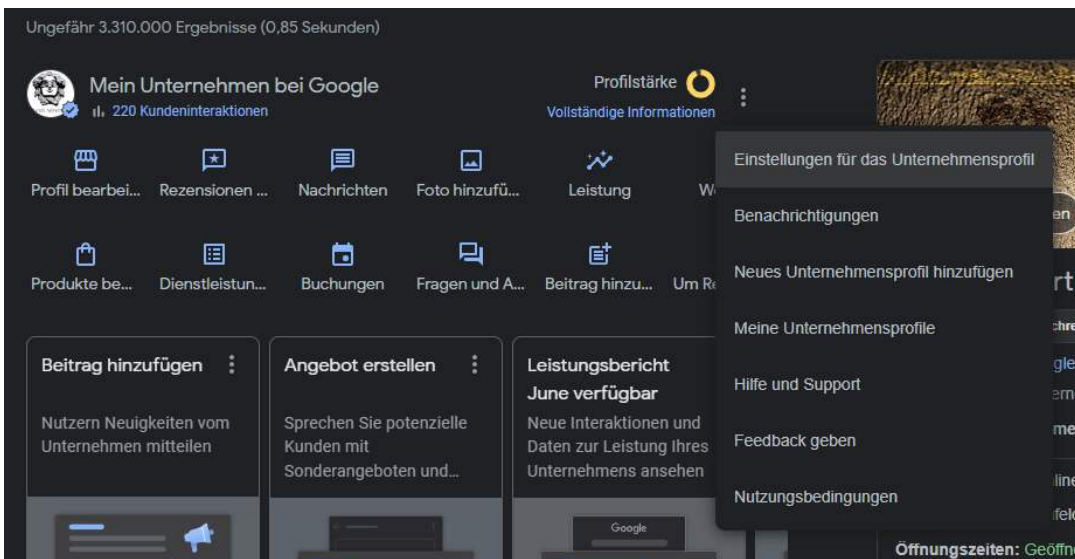 Ungefähr 3.310.000 Ergebnisse (0,85 Sekunden)
Mein Unternehmen bei Google
220 Kundeninteraktionen
Profilstärke
Vollständige Informationen
Profil bearbei...
Rezensionen ...
Nachrichten
Foto hinzufü...
Leistung
Produkte be...
Dienstleistun...
Buchungen
Fragen und A...
Beitrag hinzu...
Um
Einstellungen für das Unternehmensprofil
Benachrichtigungen
Neues Unternehmensprofil hinzufügen
Meine Unternehmensprofile
Hilfe und Support
Feedback geben
Nutzungsbedingungen
Beitrag hinzufügen
Nutzern Neuigkeiten vom
Unternehmen mitteilen
Angebot erstellen
Sprechen Sie potenzielle
Kunden mit
Sonderangeboten und...
Leistungsbericht
June verfügbar
Neue Interaktionen und
Daten zur Leistung Ihres
Unternehmens ansehen
Google
Öffnungszeiten: